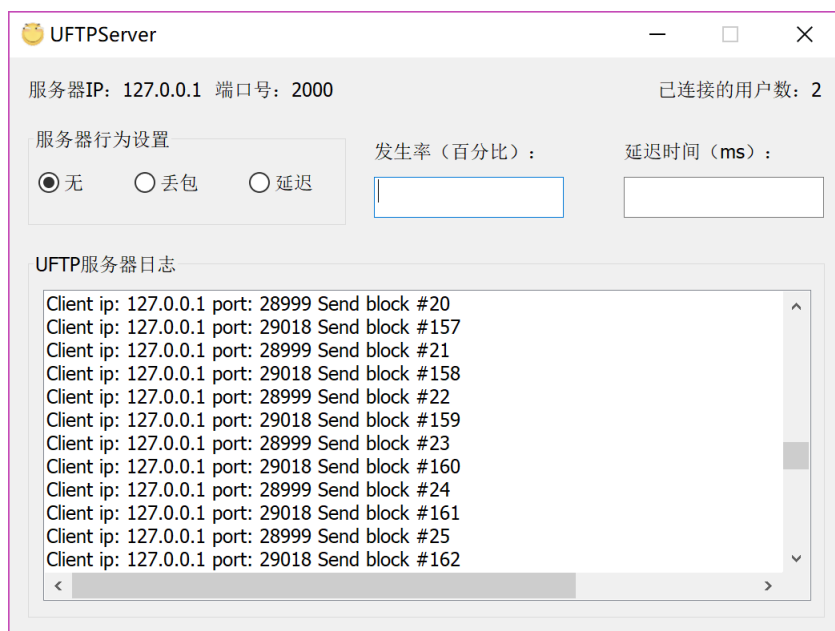 UFTPServer
服务器IP：127.0.0.1 端口号：2000 已连接的用户数：2
服务器行为设置
无 丢包 延迟
发生率（百分比）：
延迟时间（ms）：
UFTP服务器日志
Client ip: 127.0.0.1 port: 28999 Send block #20
Client ip: 127.0.0.1 port: 29018 Send block #157
Client ip: 127.0.0.1 port: 28999 Send block #21
Client ip: 127.0.0.1 port: 29018 Send block #158
Client ip: 127.0.0.1 port: 28999 Send block #22
Client ip: 127.0.0.1 port: 29018 Send block #159
Client ip: 127.0.0.1 port: 28999 Send block #23
Client ip: 127.0.0.1 port: 29018 Send block #160
Client ip: 127.0.0.1 port: 28999 Send block #24
Client ip: 127.0.0.1 port: 29018 Send block #161
Client ip: 127.0.0.1 port: 28999 Send block #25
Client ip: 127.0.0.1 port: 29018 Send block #162